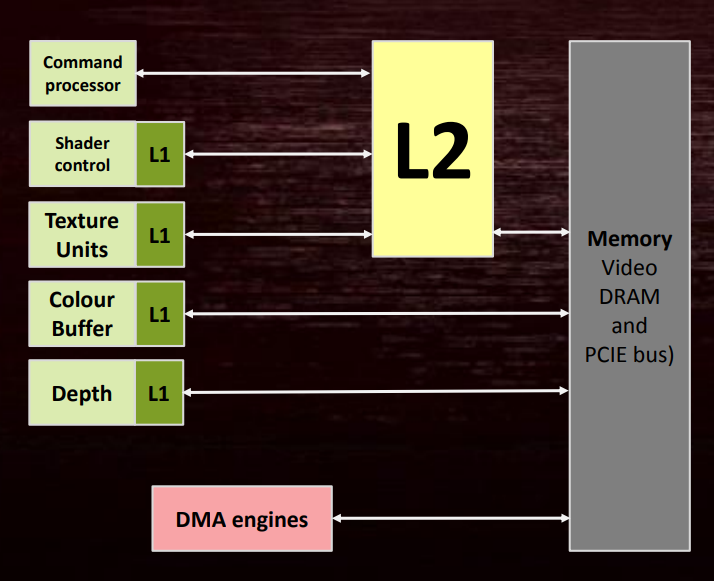 Command
processor
Shader
control
L1
Texture
Units
L1
Colour
Buffer
L1
Depth
L1
L2
Memory
Video
DRAM
and
PCIE bus)
DMA engines